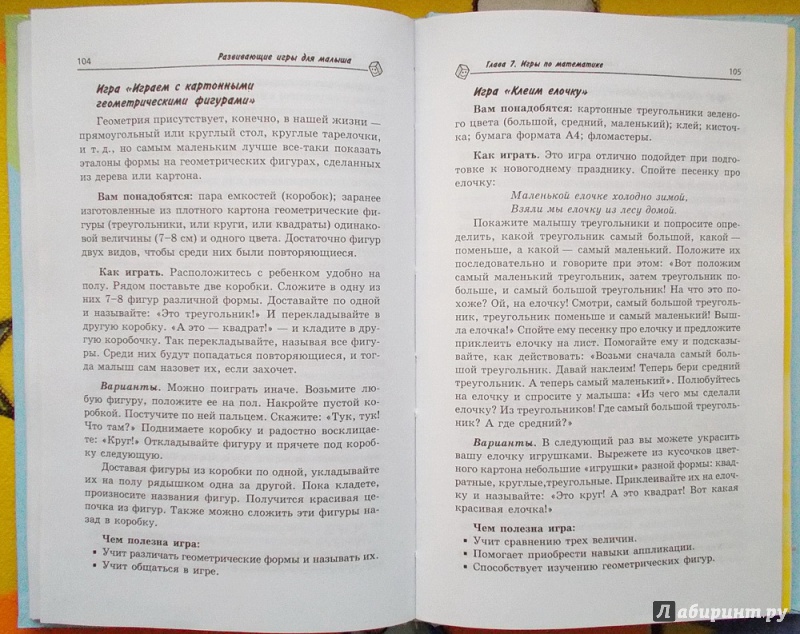 104
Развивающие игры для малыша
Игра «Играем с картонными
геометрическими фигурами»
Геометрия присутствует, конечно, в нашей жизни —
прямоугольный или круглый стол, круглые тарелочки,
и т. д., но самым маленьким лучше все-таки показать
эталоны формы на геометрических фигурах, сделанных
из дерева или картона.
Вам понадобятся: пара емкостей (коробок); заранее
изготовленные из плотного картона геометрические фи-
гуры (треугольники, или круги, или квадраты) одинако-
вой величины (7–8 см) и одного цвета. Достаточно фигур
двух видов, чтобы среди них были повторяющиеся.
Как играть. Расположитесь с ребенком удобно на
полу. Рядом поставьте две коробки. Сложите в одну из
них 7–8 фигур различной формы. Доставайте по одной
и называйте: «Это треугольник!» И перекладывайте в
другую коробку. «А это — квадрат!» — и кладите в дру-
гую коробочку. Так перекладывайте, называя все фигу-
ры. Среди них будут попадаться повторяющиеся, и тог-
да малыш сам назовет их, если захочет.
Варианты. Можно поиграть иначе. Возьмите лю-
бую фигуру, положите ее на пол. Накройте пустой ко-
робкой. Постучите по ней пальцем. Скажите: «Тук, тук!
Что там?» Поднимаете коробку и радостно восклицае-
те: «Круг!» Откладывайте фигуру и прячете под короб-
ку следующую.
Доставая фигуры из коробки по одной, укладывайте
их на полу рядышком одна за другой. Пока кладете,
произносите названия фигур. Получится красивая це-
почка из фигур. Также можно сложить эти фигуры на-
зад в коробку.
Чем полезна игра:
• Учит различать геометрические формы и называть их.
• Учит общаться в игре.
Глава 7. Игры по математике
105
Игра «Клеим елочку»
Вам понадобятся: картонные треугольники зелено-
го цвета (большой, средний, маленький); клей; кисточ-
ка; бумага формата А4; фломастеры.
Как играть. Это игра отлично подойдет при подго-
товке к новогоднему празднику. Спойте песенку про
елочку:
Маленькой елочке холодно зимой.
Взяли мы елочку из лесу домой.
Покажите малышу треугольники и попросите опре-
делить, какой треугольник самый большой, какой —
поменьше, а какой — самый маленький. Положите их
последовательно и говорите при этом: «Вот положим
самый маленький треугольник, затем треугольник по-
больше, и самый большой треугольник! На что это по-
хоже? Ой, на елочку! Смотри, самый большой треуголь-
ник, треугольник поменьше и самый маленький! Выш-
ла елочка!» Спойте ему песенку про елочку и предложите
приклеить елочку на лист. Помогайте ему и подсказы-
вайте, как действовать: «Возьми сначала самый боль-
шой треугольник. Давай наклеим! Теперь бери средний
треугольник. А теперь самый маленький». Полюбуйтесь
на елочку и спросите у малыша: «Из чего мы сделали
елочку? Из треугольников! Где самый большой треуголь-
ник? А где средний?»
Варианты. В следующий раз вы можете украсить
вашу елочку игрушками. Вырежете из кусочков цвет-
ного картона небольшие «игрушки» разной формы: квад-
ратные, круглые,треугольные. Приклеивайте их на елоч-
ку и называйте: «Это круг! А это квадрат! Вот какая
красивая елочка!»
Чем полезна игра:
• Учит сравнению трех величин.
• Помогает приобрести навыки аппликации.
• Способствует изучению геометрических фигур.
Лабиринт.ру